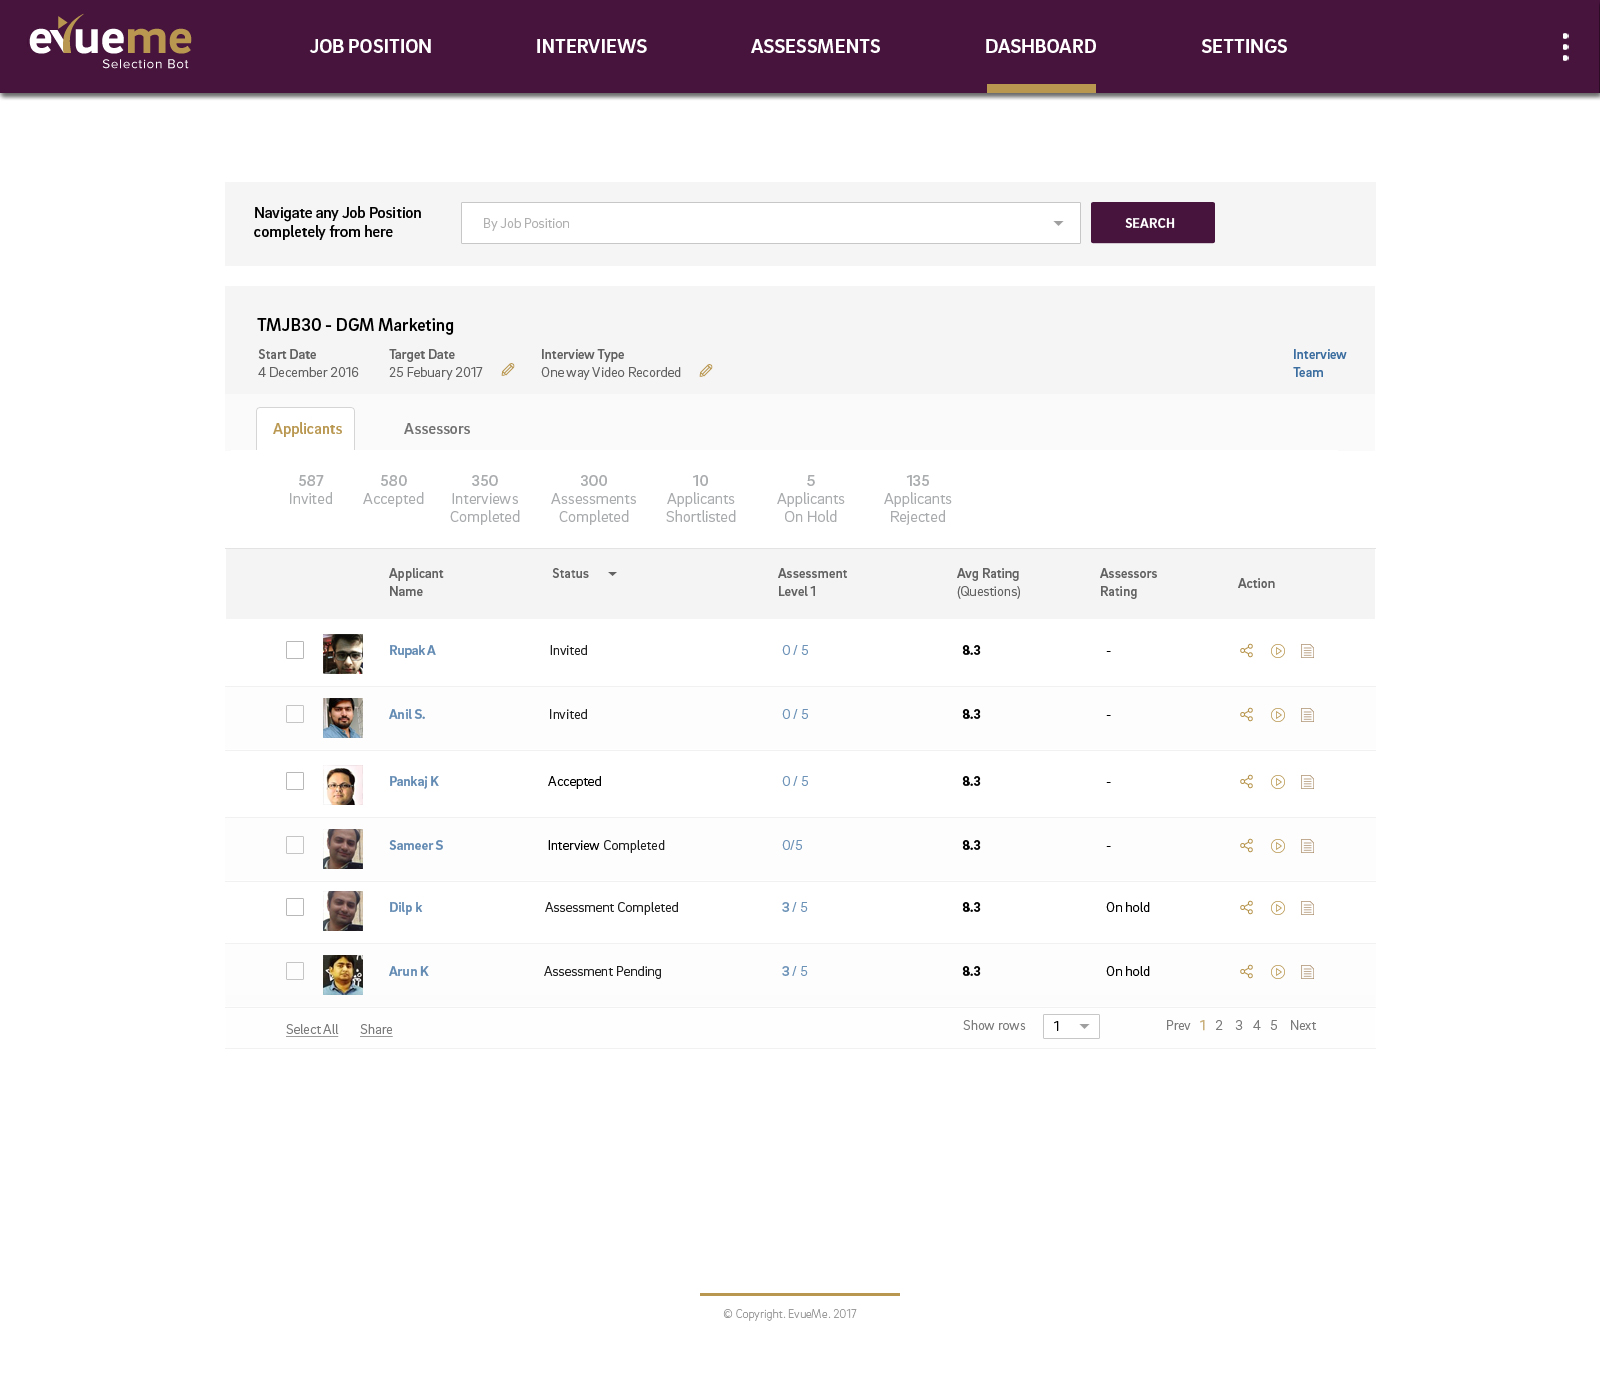 evueme
Selection Bot
JOB POSITION
INTERVIEWS
ASSESSMENTS
DASHBOARD
SETTINGS
Navigate any Job Position
completely from here
By Job Position
SEARCH
TMJB30 - DGM Marketing
Start Date
4 December 2016
Target Date
25 Febuary 2017
Interview Type
One way Video Recorded
Interview
Team
Applicants
Assessors
587
Invited
580
Accepted
350
Interviews
Completed
300
Assessments
Completed
10
Applicants
Shortlisted
5
Applicants
On Hold
135
Applicants
Rejected
Applicant
Name
Status
Assessment
Level 1
Avg Rating
(Questions)
Assessors
Rating
Action
Rupak A Invited 0 / 5 8.3 -
Anil S. Invited 0 / 5 8.3 -
Pankaj K Accepted 0 / 5 8.3 -
Sameer S Interview Completed 0/5 8.3 -
Dilp k Assessment Completed 3 / 5 8.3 On hold
Arun K Assessment Pending 3 / 5 8.3 On hold
Select All Share Show rows 1 Prev 1 2 3 4 5 Next
© Copyright. EvueMe. 2017